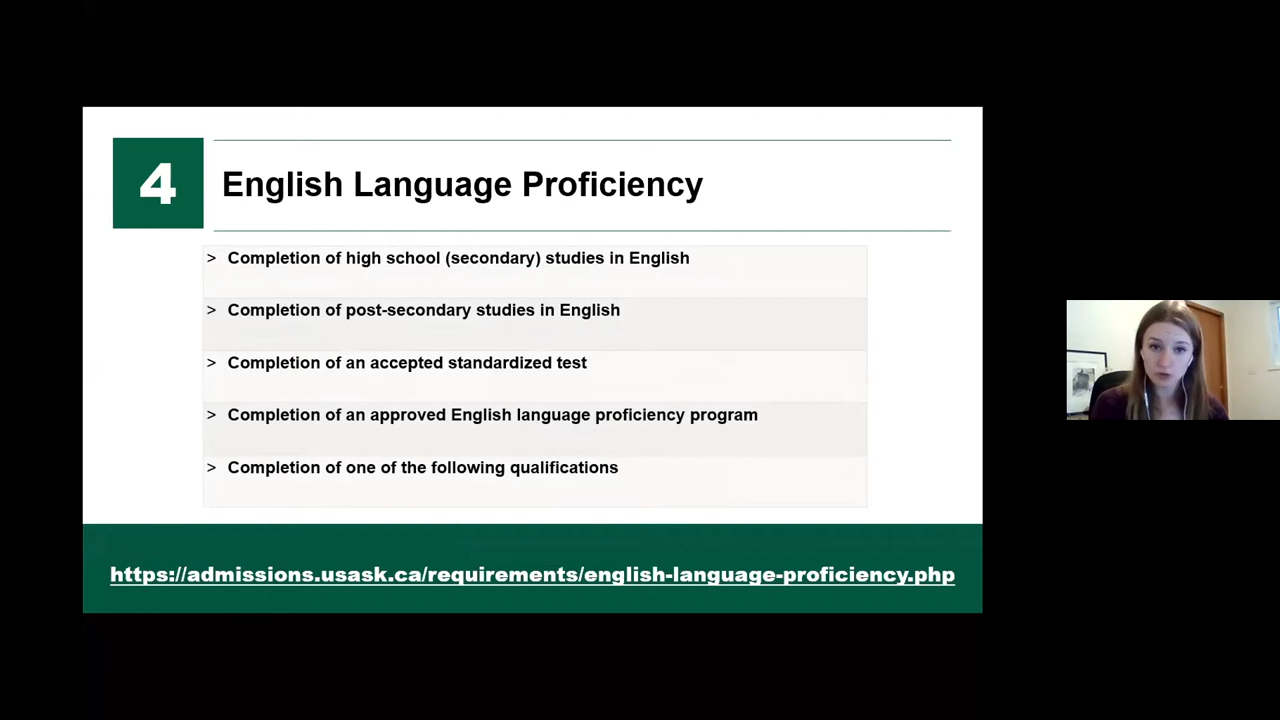 4
English Language Proficiency
> Completion of high school (secondary) studies in English
> Completion of post-secondary studies in English
> Completion of an accepted standardized test
> Completion of an approved English language proficiency program
> Completion of one of the following qualifications
https://admissions.usask.ca/requirements/english-language-proficiency.php